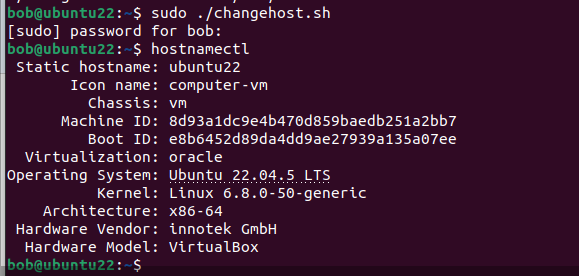 bob@ubuntu22:~$ sudo ./changehost.sh
[sudo] password for bob:
bob@ubuntu22:~$ hostnamectl
Static hostname: ubuntu22
Icon name: computer-vm
Chassis: vm
Machine ID: 8d93a1dc9e4b470d859baedb251a2bb7
Boot ID: e8b6452d89da4dd9ae27939a135a07ee
Virtualization: oracle
Operating System: Ubuntu 22.04.5 LTS
Kernel: Linux 6.8.0-50-generic
Architecture: x86-64
Hardware Vendor: innotek GmbH
Hardware Model: VirtualBox
bob@ubuntu22:~$